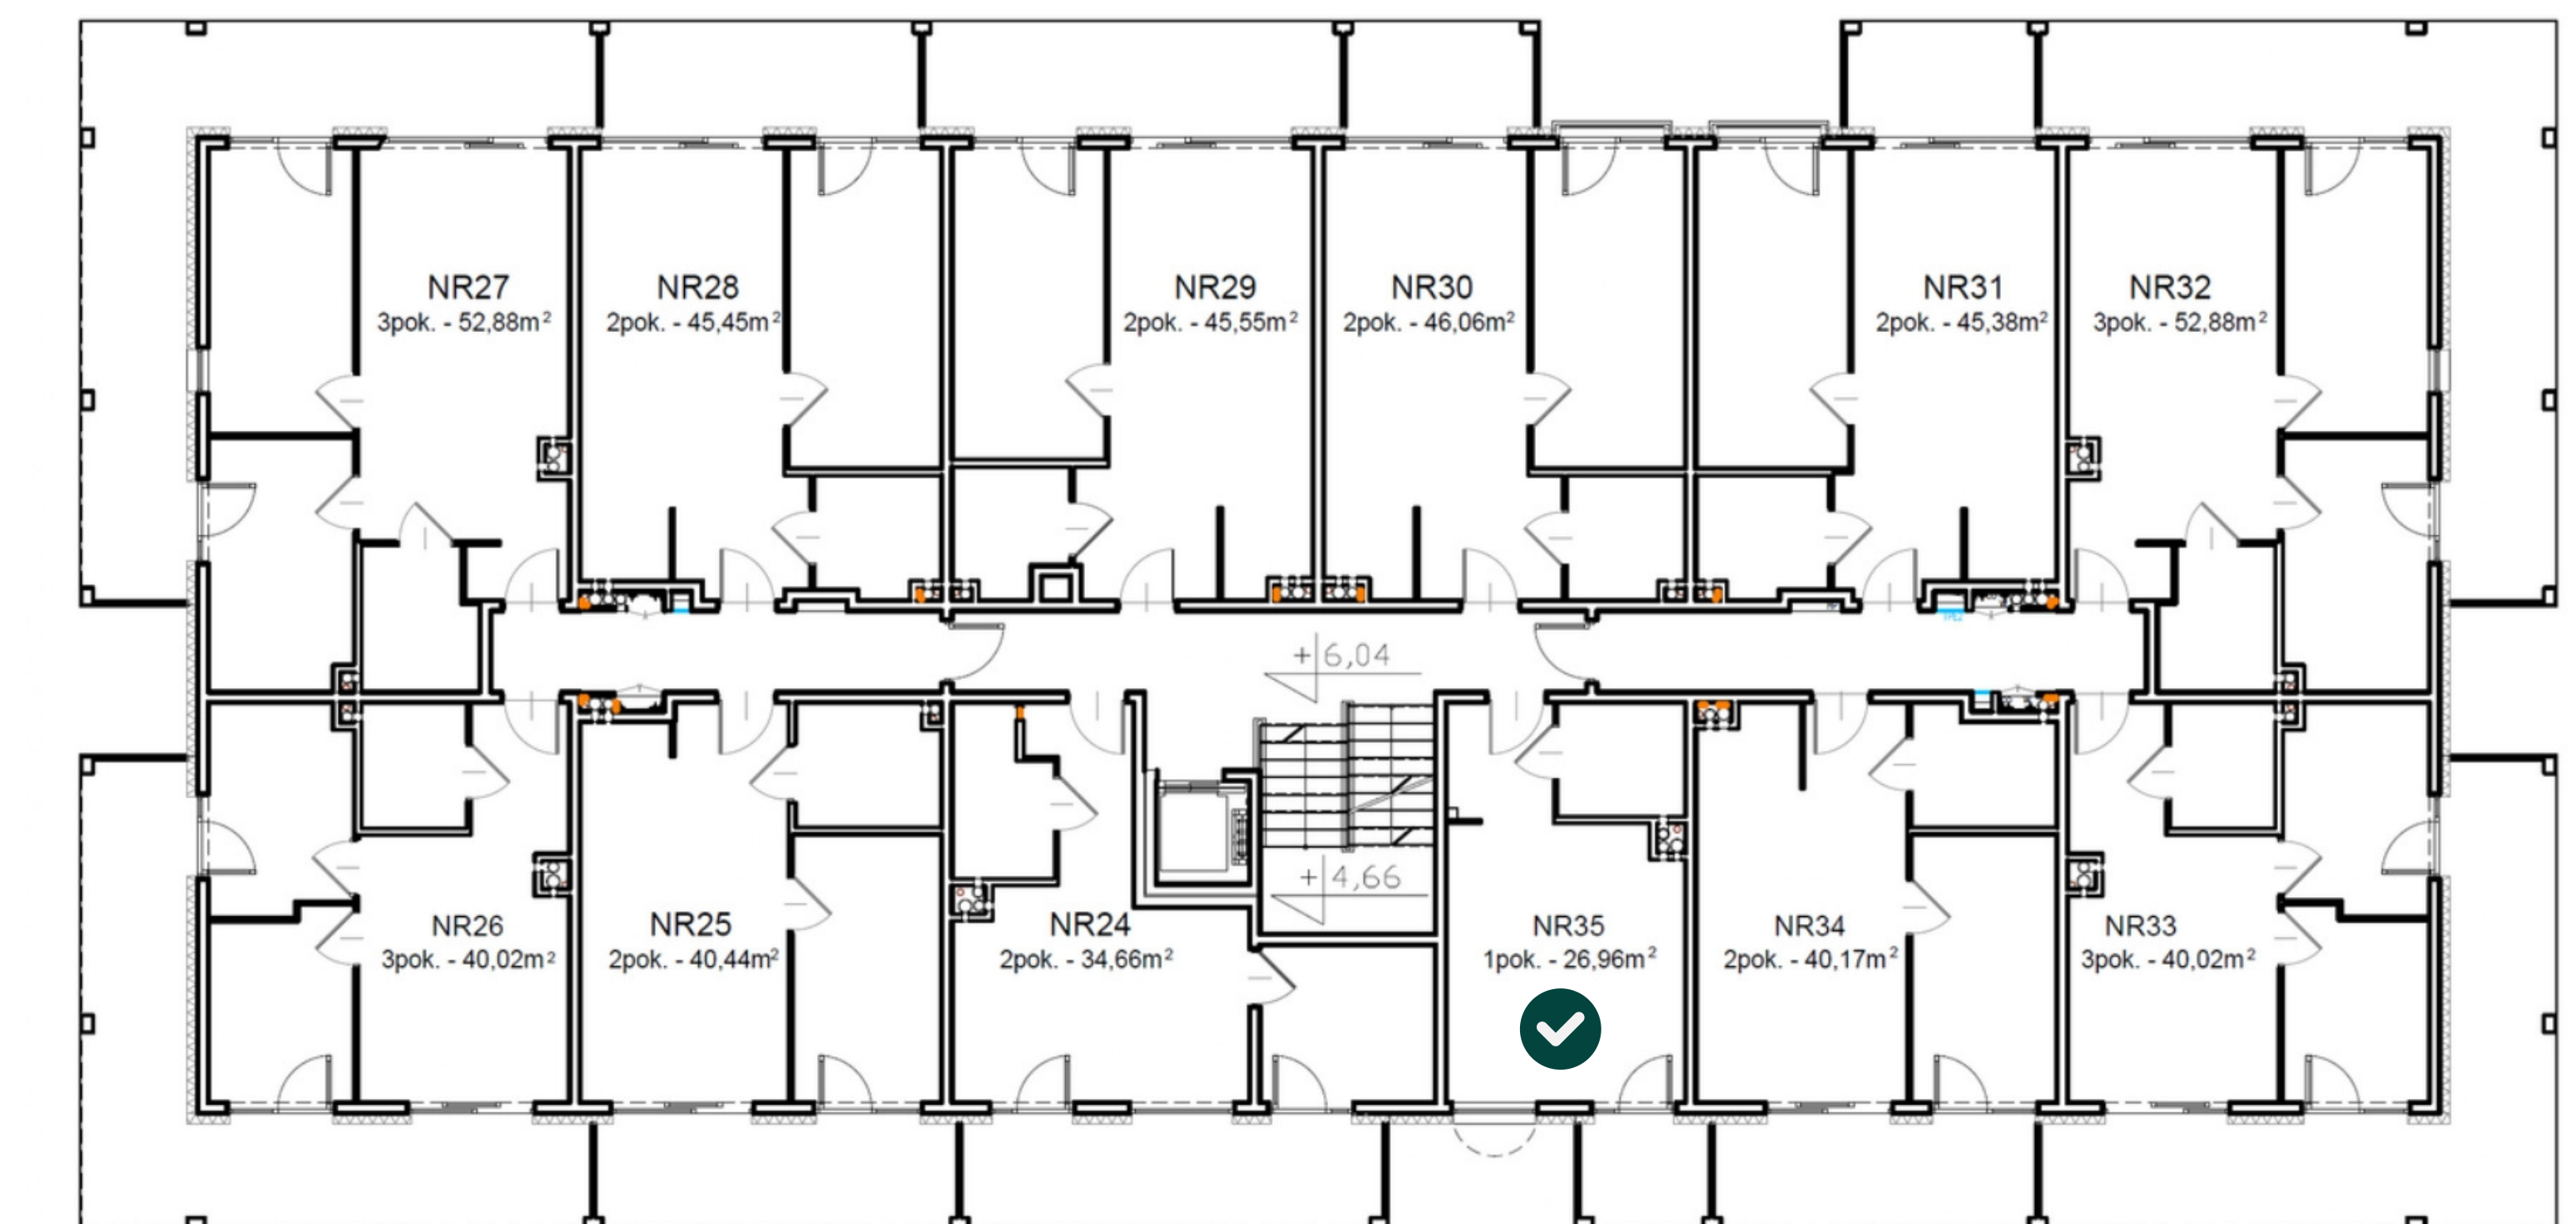 NR27
3pok. - 52,88m²
NR28
2pok. - 45,45m²
NR29
2pok. - 45,55m²
NR30
2pok. - 46,06m²
NR31
2pok. - 45,38m²
NR32
3pok. - 52,88m²
+6,04
+4,66
NR26
3pok. - 40,02m²
NR25
2pok. - 40,44m²
NR24
2pok. - 34,66m²
NR35
1pok. - 26,96m²
NR34
2pok. - 40,17m²
NR33
3pok. - 40,02m²